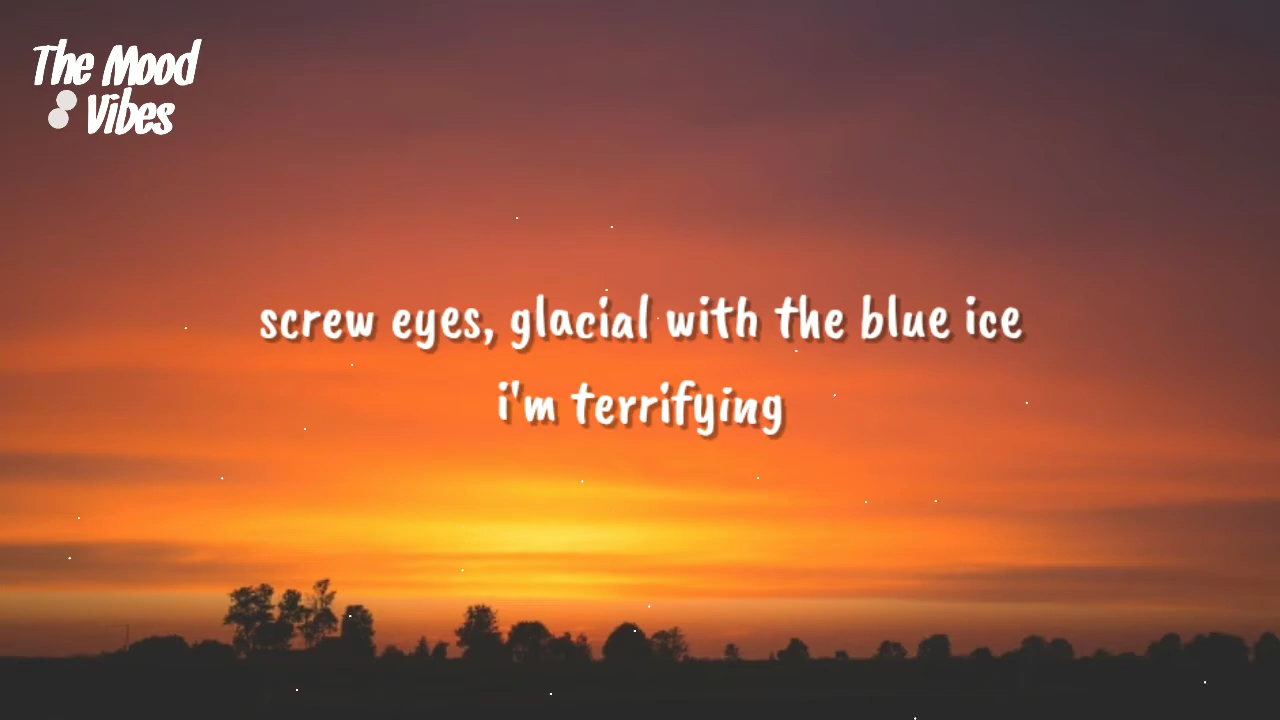 The Mood
Vibes
screw eyes, glacial with the blue ice
i'm terrifying